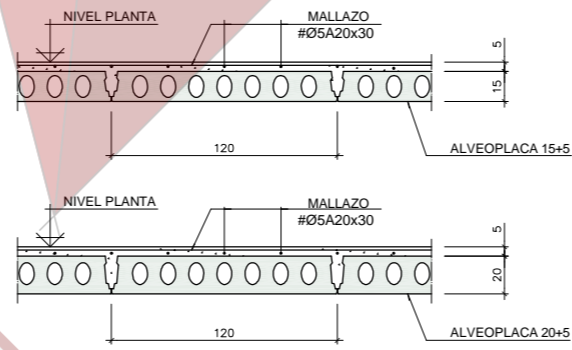 NIVEL PLANTA
MALLAZO
#Ø5A20x30
5
15
120
ALVEOPLACA 15+5
NIVEL PLANTA
MALLAZO
#Ø5A20x30
5
20
120
ALVEOPLACA 20+5